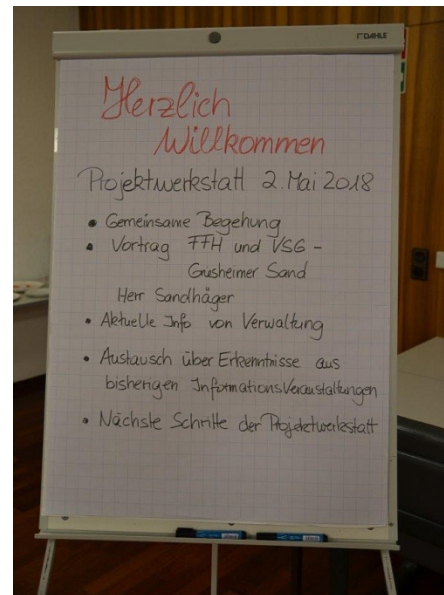 DAHLE
Herzlich
Willkommen
Projektwerkstatt 2. Mai 2018
• Gemeinsame Begehung
• Vortrag FFH und VSG -
Griesheimer Sand
Herr Sandhäger
• Aktuelle Info von Verwaltung
• Austausch über Erkenntnisse aus
bisherigen InformationsVeranstaltungen
• Nächste Schritte der Projektwerkstatt